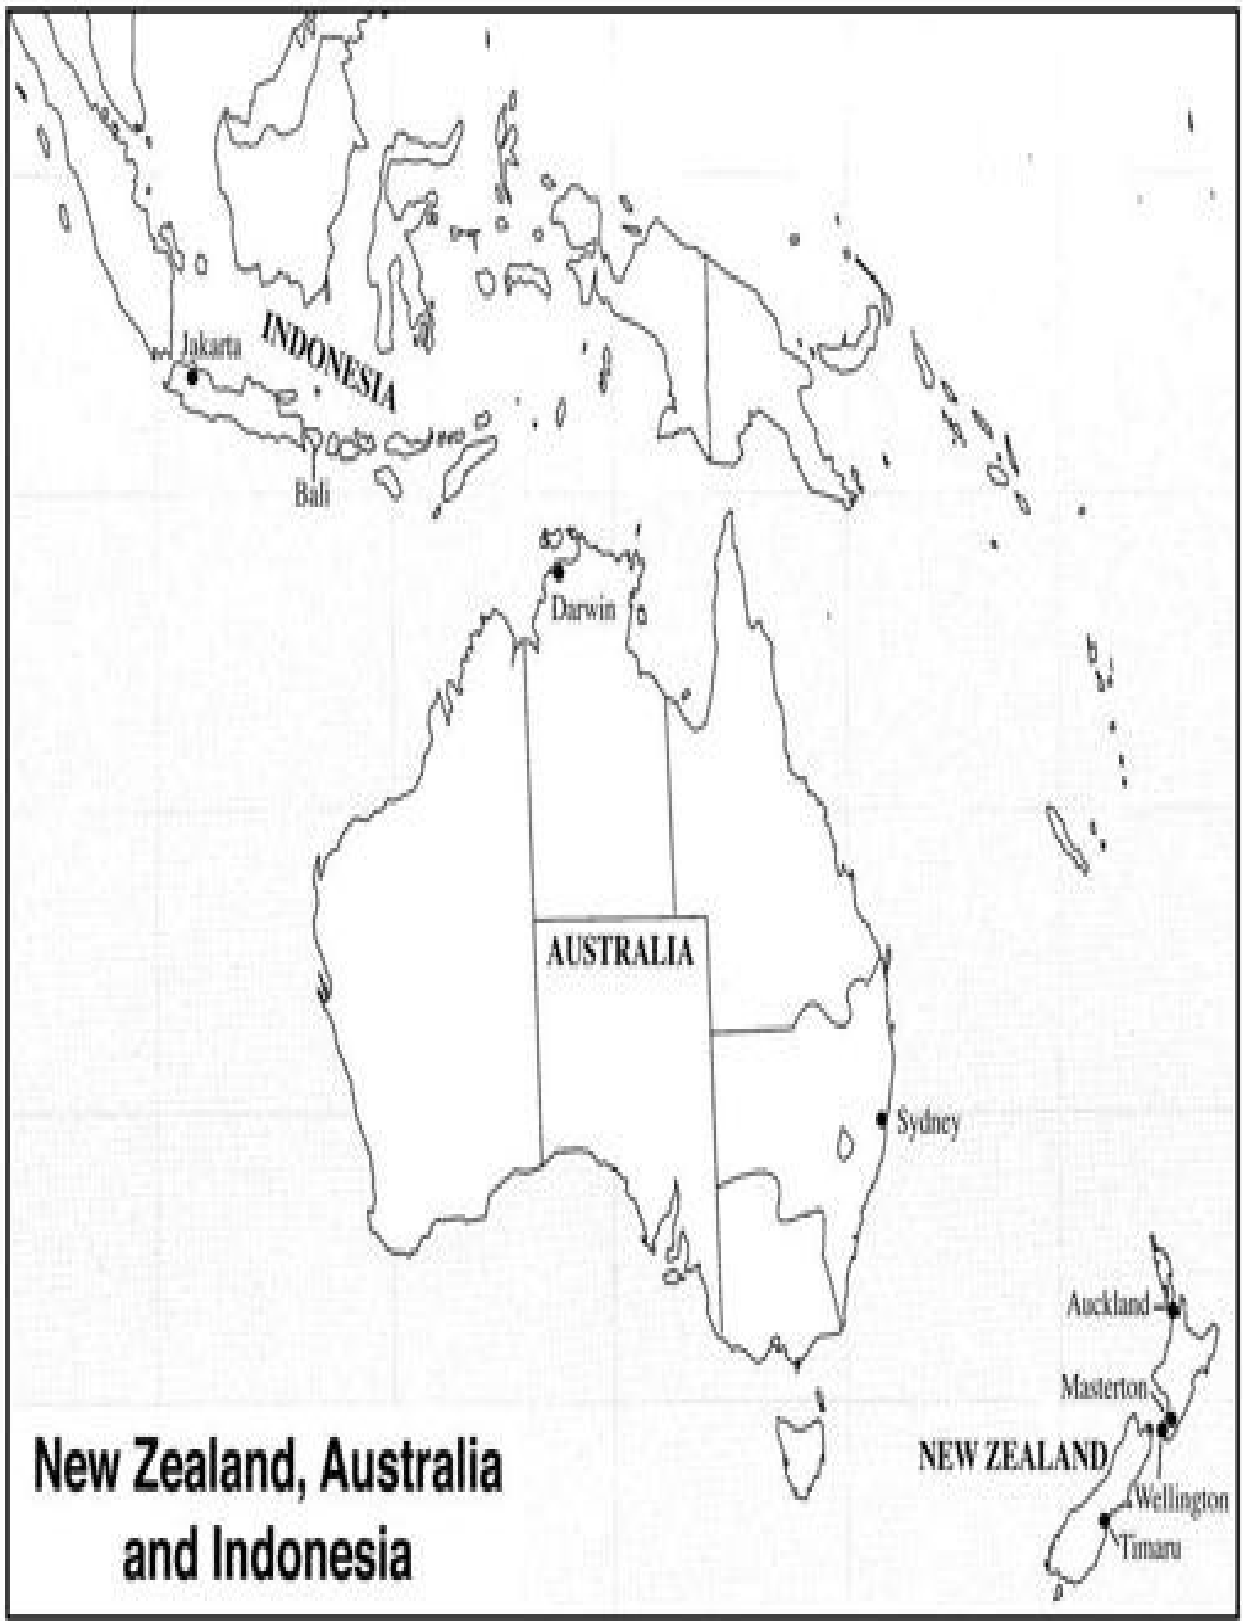 Jakarta
INDONESIA
Bali
Darwin
AUSTRALIA
Sydney
Auckland
Masterton
NEW ZEALAND
Wellington
Timaru
New Zealand, Australia
and Indonesia